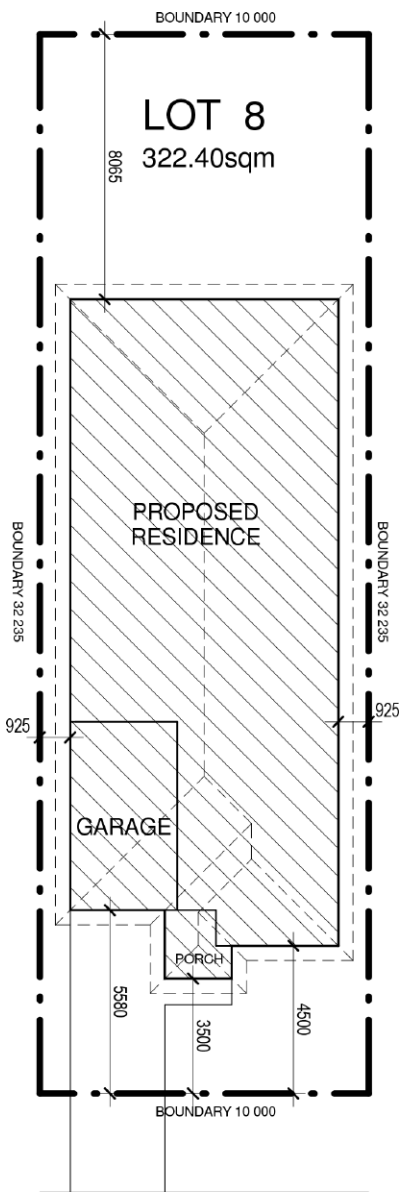 BOUNDARY 10 000
LOT 8
322.40sqm
8065
PROPOSED
RESIDENCE
BOUNDARY 32 235
BOUNDARY 32 235
925
925
GARAGE
PORCH
5580
3500
4500
BOUNDARY 10 000